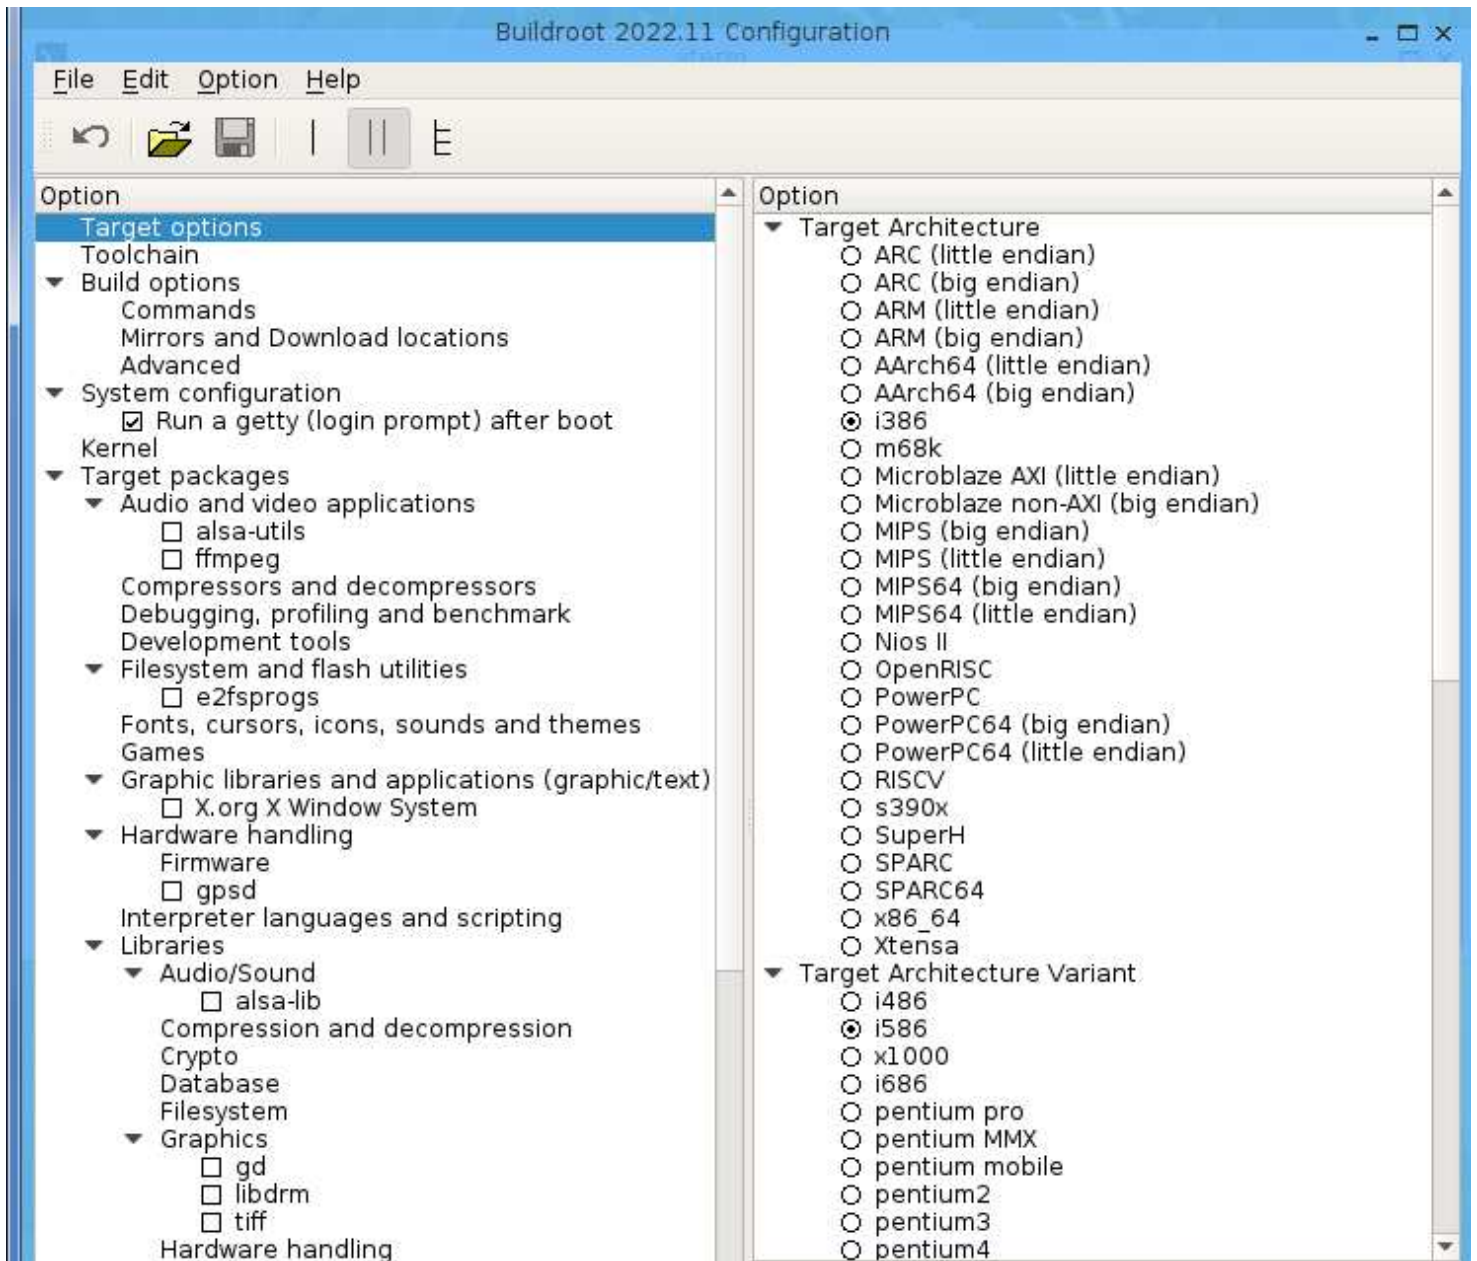 Buildroot 2022.11 Configuration
File Edit Option Help
Option
Target options
Toolchain
Build options
Commands
Mirrors and Download locations
Advanced
System configuration
Run a getty (login prompt) after boot
Kernel
Target packages
Audio and video applications
alsa-utils
ffmpeg
Compressors and decompressors
Debugging, profiling and benchmark
Development tools
Filesystem and flash utilities
e2fsprogs
Fonts, cursors, icons, sounds and themes
Games
Graphic libraries and applications (graphic/text)
X.org X Window System
Hardware handling
Firmware
gpsd
Interpreter languages and scripting
Libraries
Audio/Sound
alsa-lib
Compression and decompression
Crypto
Database
Filesystem
Graphics
gd
libdrm
tiff
Hardware handling
Option
Target Architecture
ARC (little endian)
ARC (big endian)
ARM (little endian)
ARM (big endian)
AArch64 (little endian)
AArch64 (big endian)
i386
m68k
Microblaze AXI (little endian)
Microblaze non-AXI (big endian)
MIPS (big endian)
MIPS (little endian)
MIPS64 (big endian)
MIPS64 (little endian)
Nios II
OpenRISC
PowerPC
PowerPC64 (big endian)
PowerPC64 (little endian)
RISCV
s390x
SuperH
SPARC
SPARC64
x86_64
Xtensa
Target Architecture Variant
i486
i586
x1000
i686
pentium pro
pentium MMX
pentium mobile
pentium2
pentium3
pentium4